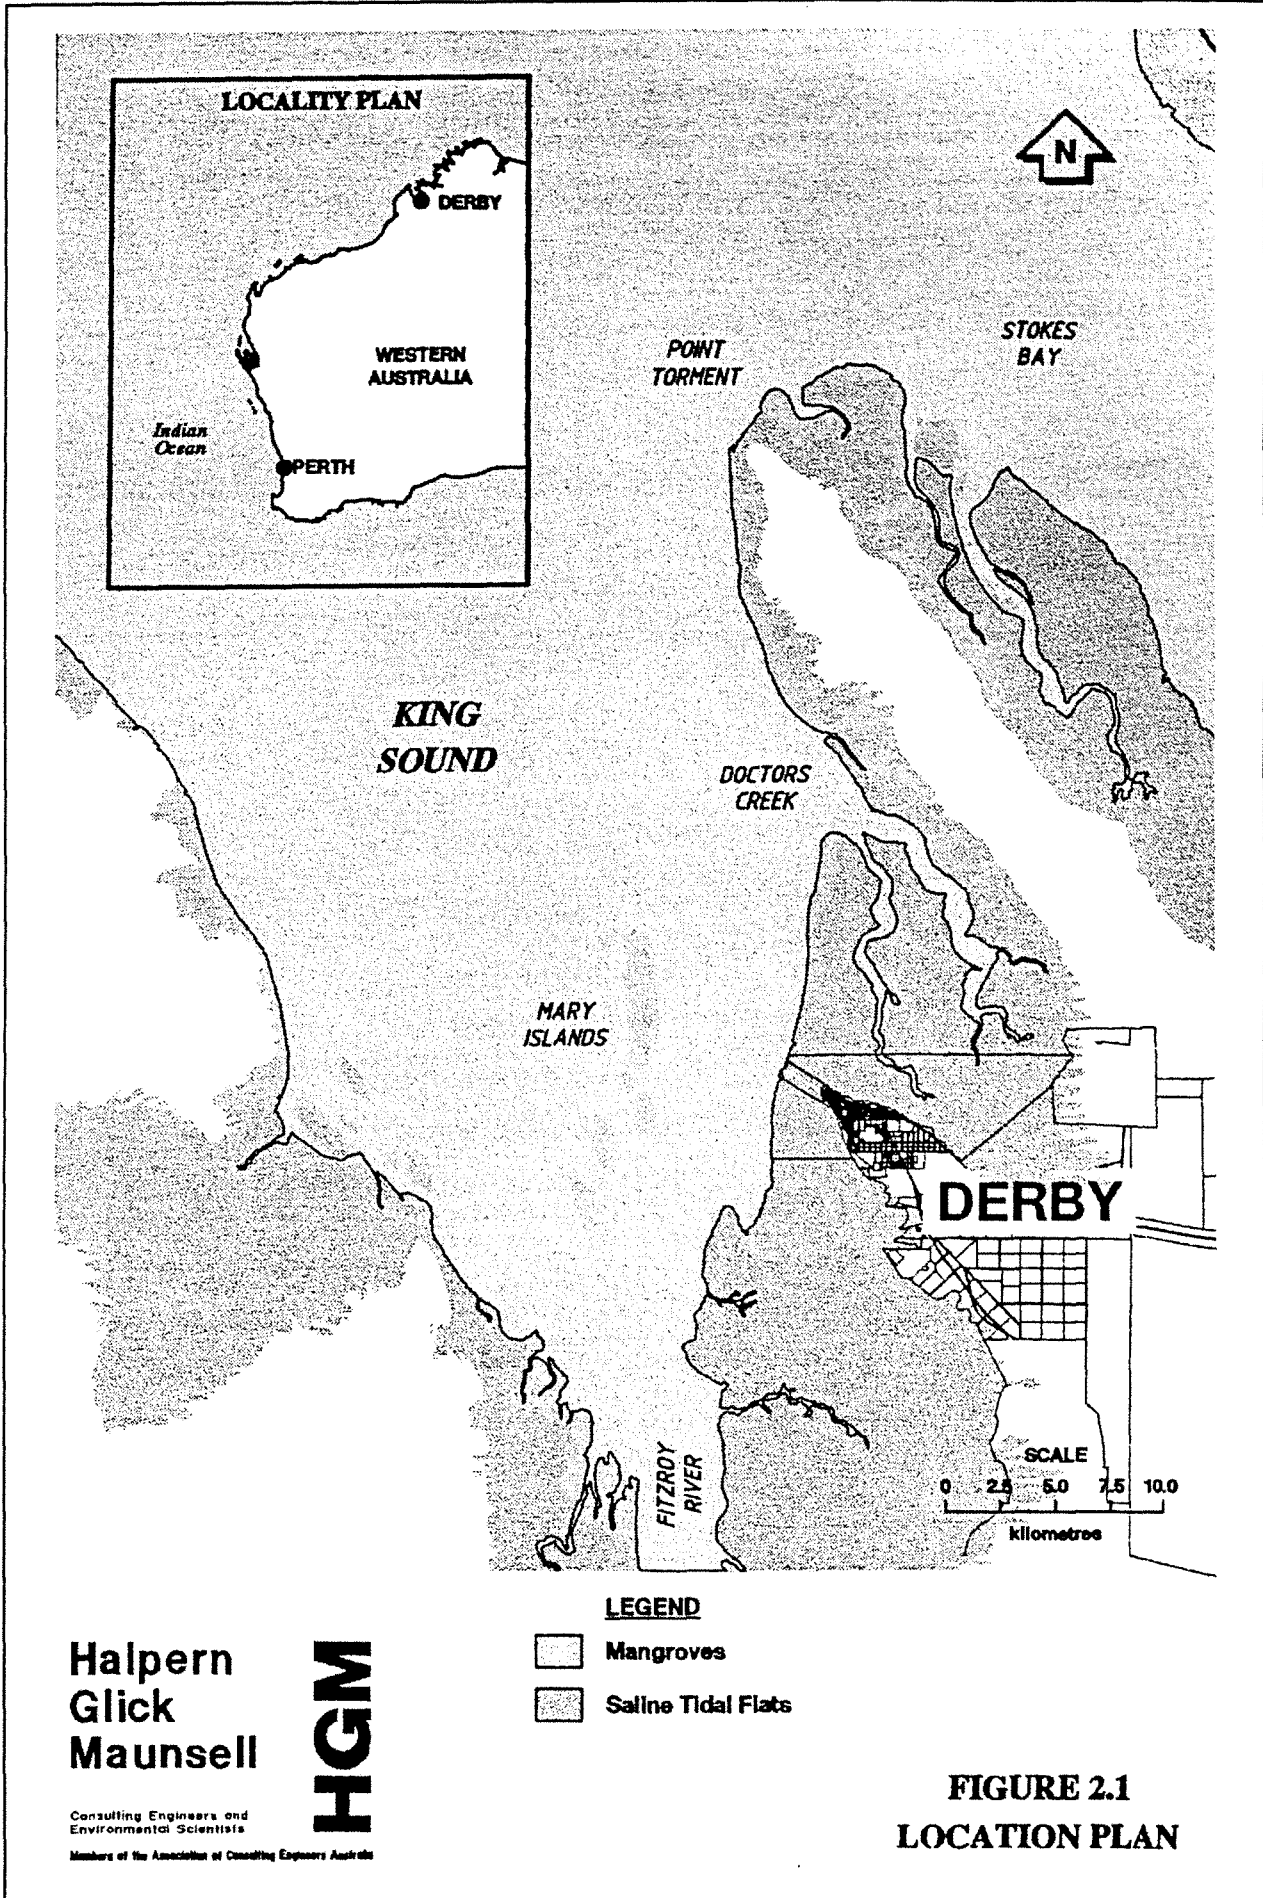 LOCALITY PLAN
DERBY
WESTERN
AUSTRALIA
Indian
Ocean
PERTH
N
POINT
TORMENT
STOKES
BAY
KING
SOUND
DOCTORS
CREEK
MARY
ISLANDS
DERBY
FITZROY
RIVER
SCALE
0 2.5 5.0 7.5 10.0
kilometres
LEGEND
Mangroves
Saline Tidal Flats
Halpern
Glick
Maunsell
HGM
Consulting Engineers and
Environmental Scientists
Members of the Association of Consulting Engineers Australia
FIGURE 2.1
LOCATION PLAN